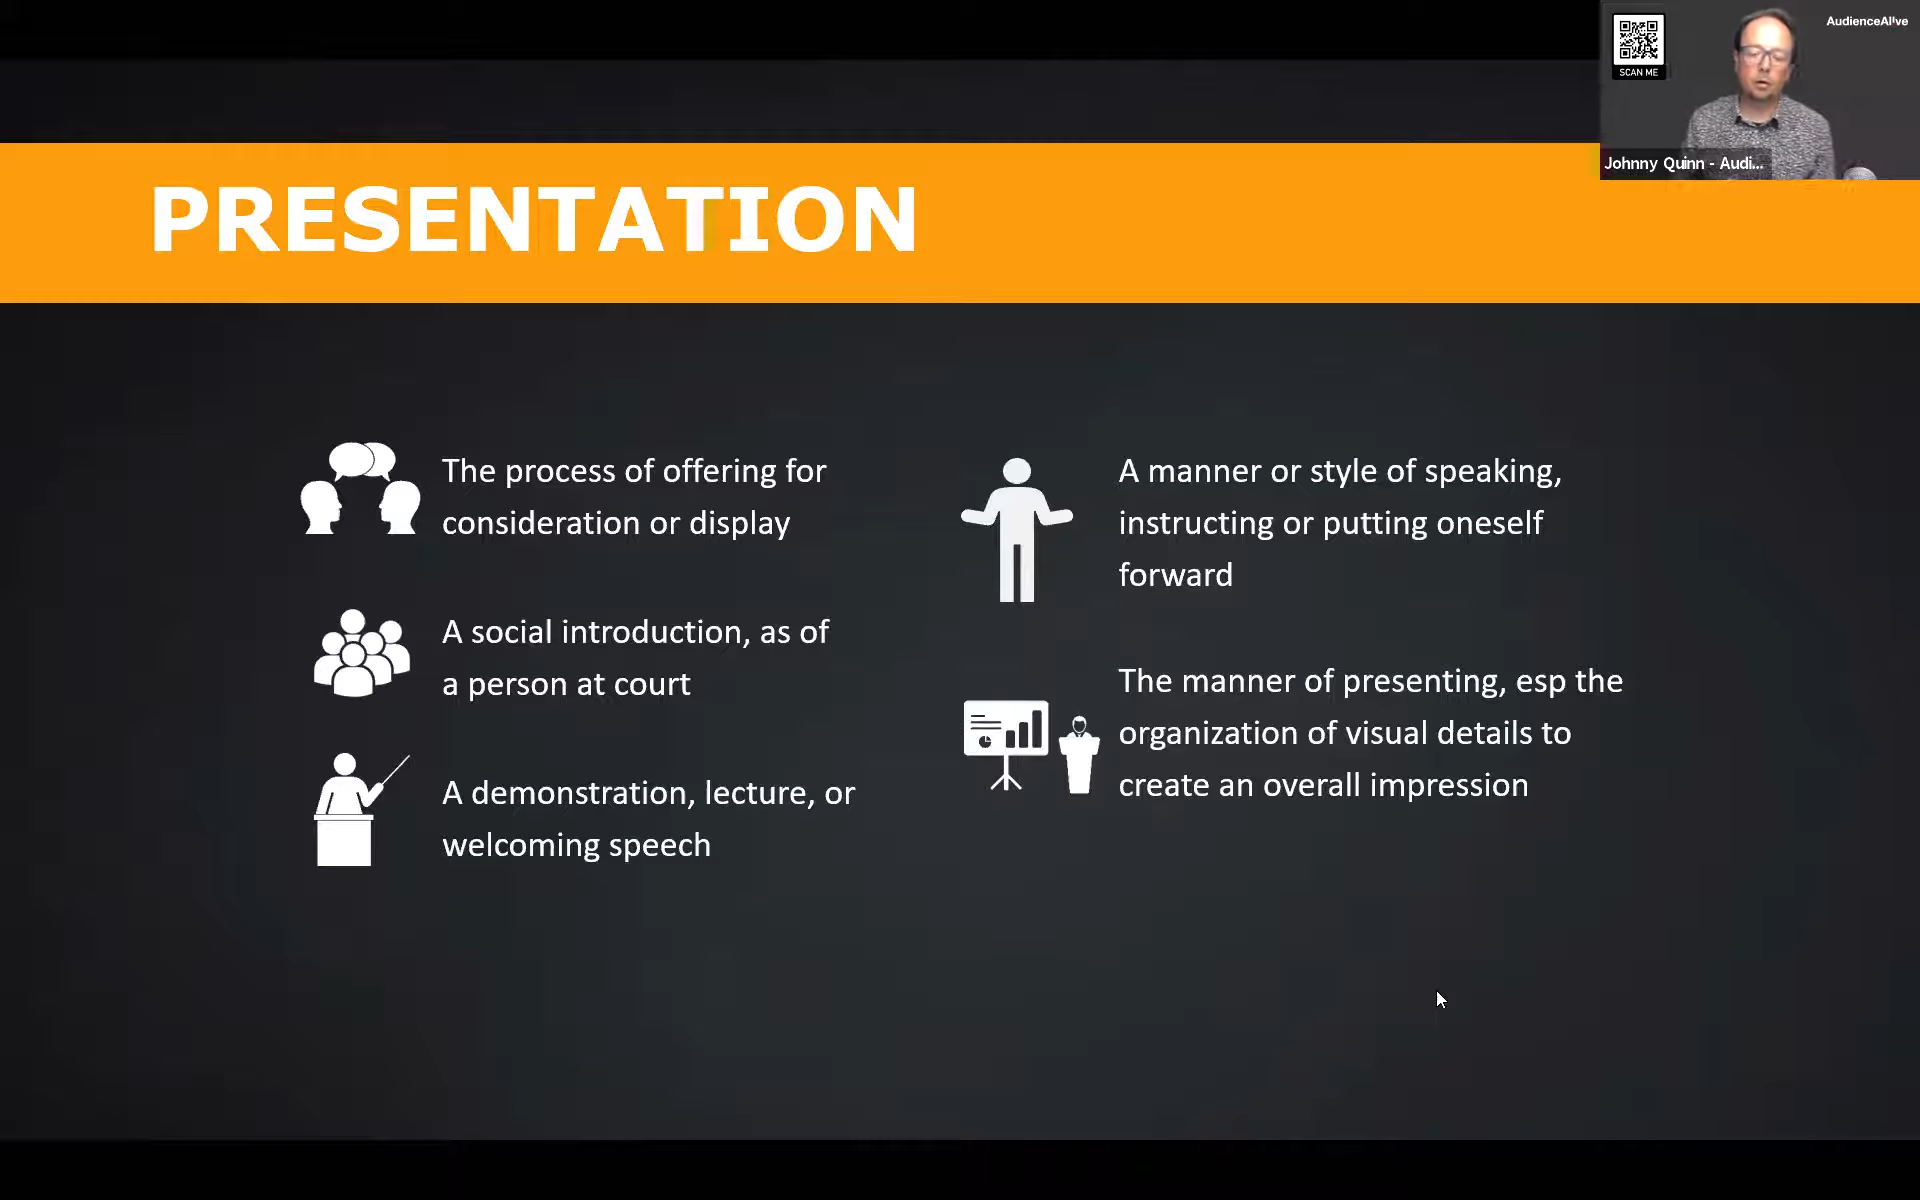 PRESENTATION
The process of offering for
consideration or display
A social introduction, as of
a person at court
A demonstration, lecture, or
welcoming speech
A manner or style of speaking,
instructing or putting oneself
forward
The manner of presenting, esp the
organization of visual details to
create an overall impression
SCAN ME
AudienceAl!ve
Johnny Quinn - Audi...